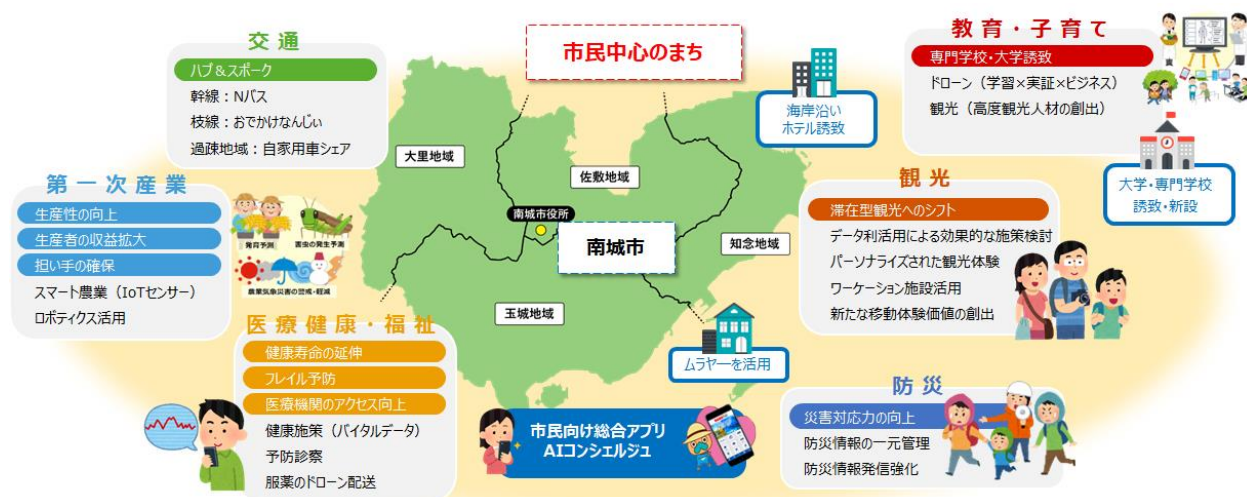 市民中心のまち
交通
ハブ＆スポーク
幹線：Nバス
枝線：おでかけなんじぃ
過疎地域：自家用車シェア
第一次産業
生産性の向上
生産者の収益拡大
担い手の確保
スマート農業（IoTセンサー）
ロボティクス活用
発育予測
害虫の発生予測
農業気象災害の警戒・軽減
医療健康・福祉
健康寿命の延伸
フレイル予防
医療機関のアクセス向上
健康施策（バイタルデータ）
予防診察
服薬のドローン配送
大里地域
佐敷地域
南城市役所
南城市
知念地域
玉城地域
海岸沿い
ホテル誘致
ムラヤーを活用
市民向け総合アプリ
AIコンシェルジュ
教育・子育て
専門学校・大学誘致
ドローン（学習×実証×ビジネス）
観光（高度観光人材の創出）
大学・専門学校
誘致・新設
観光
滞在型観光へのシフト
データ利活用による効果的な施策検討
パーソナライズされた観光体験
ワーケーション施設活用
新たな移動体験価値の創出
防災
災害対応力の向上
防災情報の一元管理
防災情報発信強化